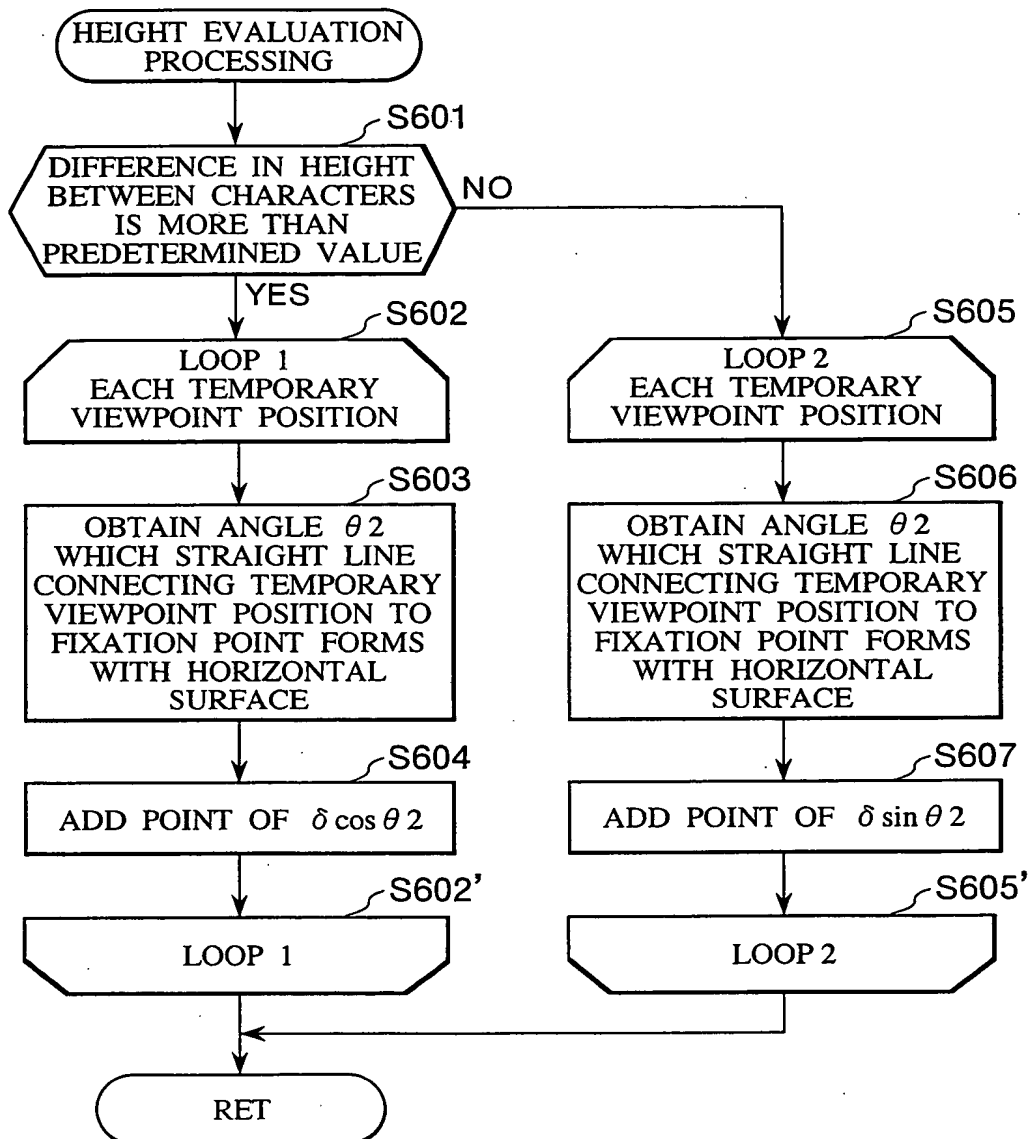 HEIGHT EVALUATION
PROCESSING
S601
DIFFERENCE IN HEIGHT
BETWEEN CHARACTERS
IS MORE THAN
PREDETERMINED VALUE
NO
YES
S602
LOOP 1
EACH TEMPORARY
VIEWPOINT POSITION
S603
OBTAIN ANGLE θ2
WHICH STRAIGHT LINE
CONNECTING TEMPORARY
VIEWPOINT POSITION TO
FIXATION POINT FORMS
WITH HORIZONTAL
SURFACE
S604
ADD POINT OF δ cos θ2
S602'
LOOP 1
S605
LOOP 2
EACH TEMPORARY
VIEWPOINT POSITION
S606
OBTAIN ANGLE θ2
WHICH STRAIGHT LINE
CONNECTING TEMPORARY
VIEWPOINT POSITION TO
FIXATION POINT FORMS
WITH HORIZONTAL
SURFACE
S607
ADD POINT OF δ sin θ2
S605'
LOOP 2
RET